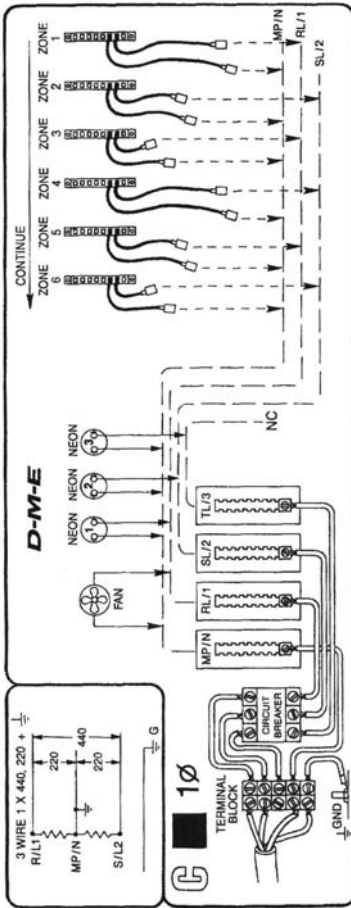 3 WIRE 1 X 440, 220 +
R/L1
MP/N
S/L2
220
220
440
G
D-M-E
C 1Ø
TERMINAL BLOCK
CIRCUIT BREAKER
GND
MP/N
RL/1
SL/2
TL/3
NC
FAN
NEON 1
NEON 2
NEON 3
CONTINUE
ZONE 6
ZONE 5
ZONE 4
ZONE 3
ZONE 2
ZONE 1
MP/N
RL/1
SL/2